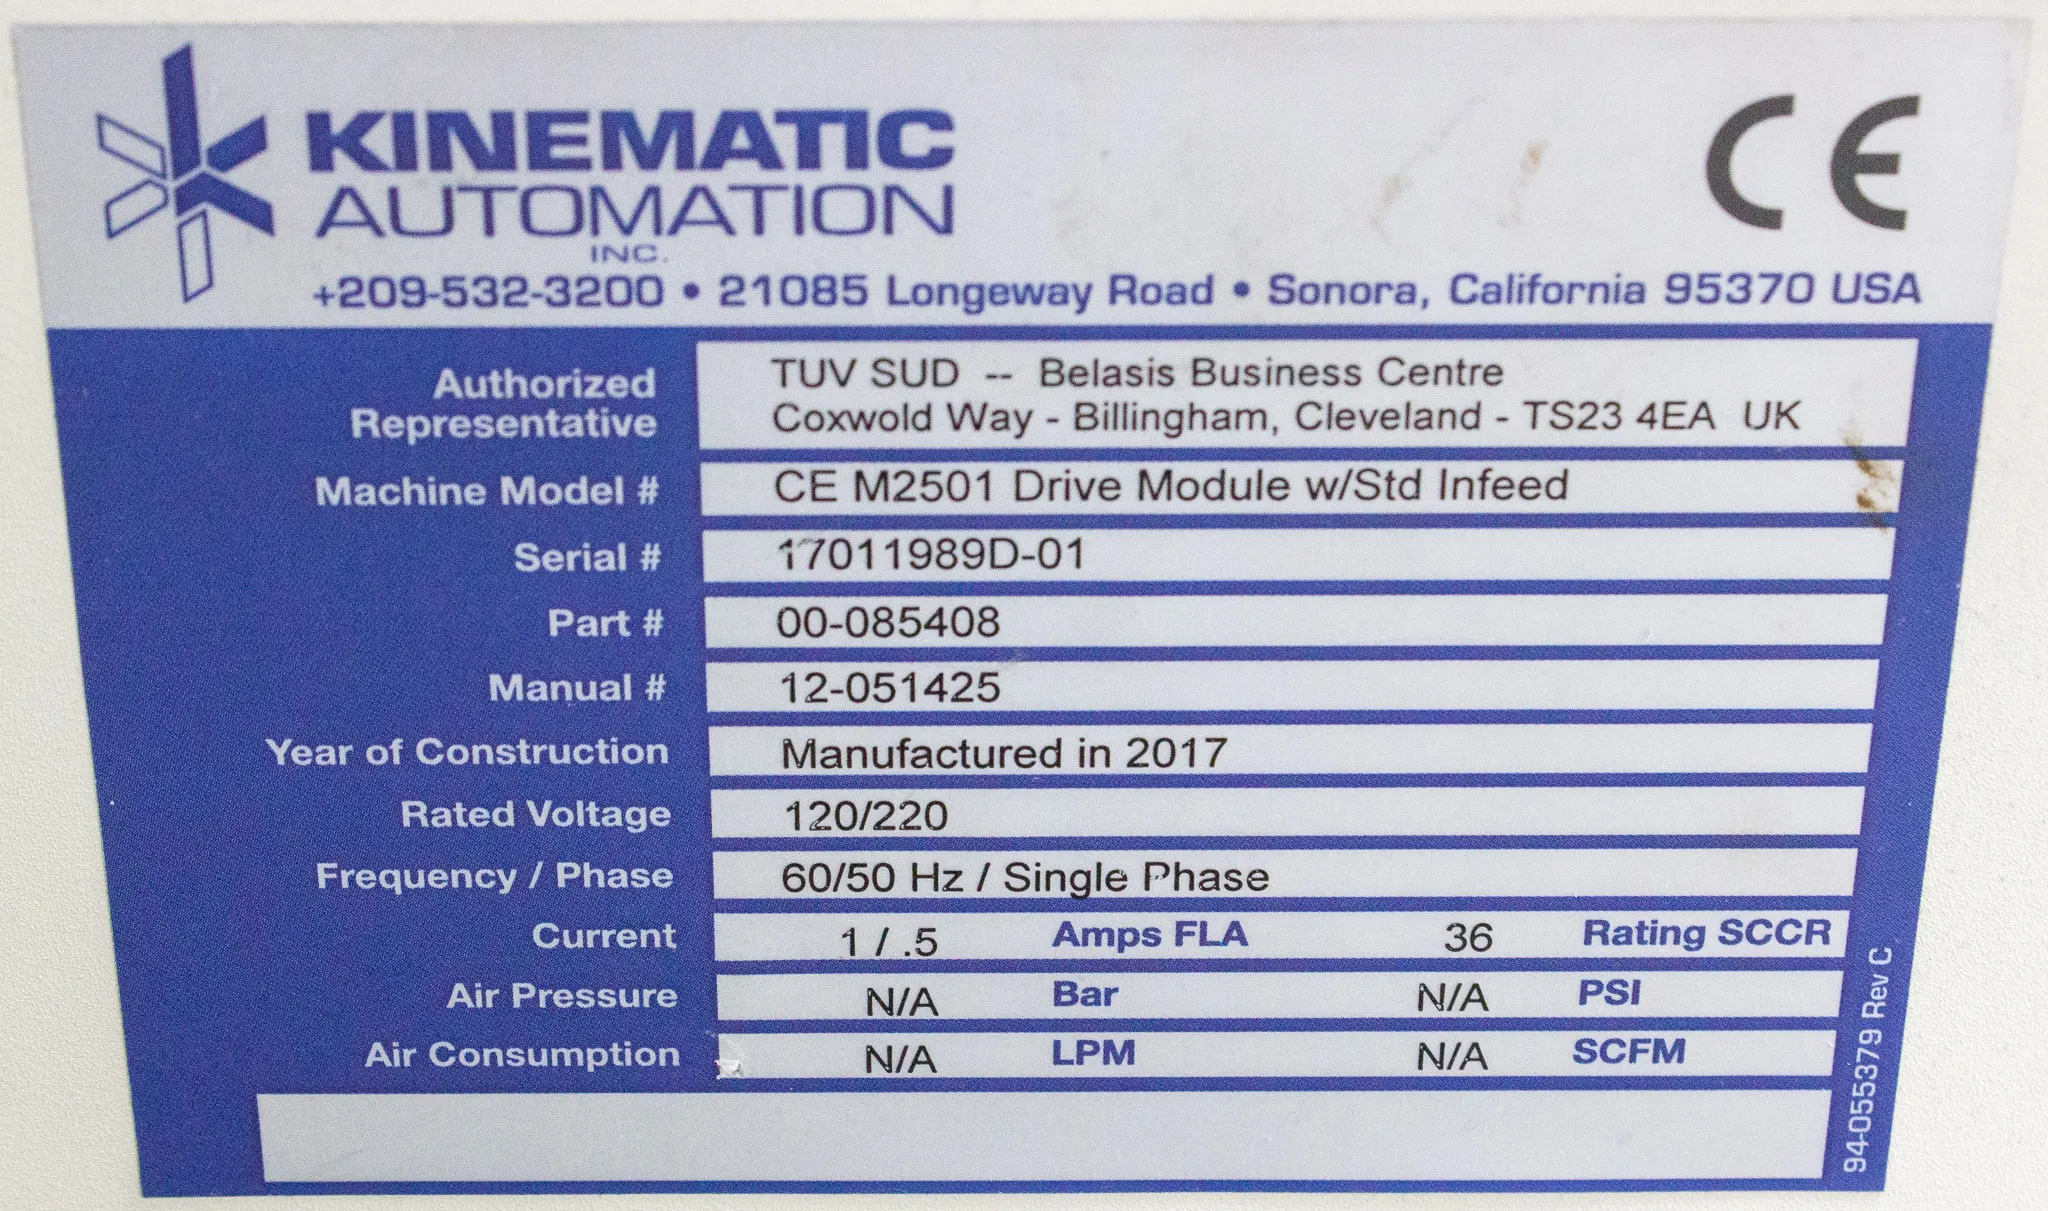 KINEMATIC
AUTOMATION
INC.
+209-532-3200 • 21085 Longeway Road • Sonora, California 95370 USA
CE
Authorized Representative TUV SUD -- Belasis Business Centre
Coxwold Way - Billingham, Cleveland - TS23 4EA UK
Machine Model # CE M2501 Drive Module w/Std Infeed
Serial # 17011989D-01
Part # 00-085408
Manual # 12-051425
Year of Construction Manufactured in 2017
Rated Voltage 120/220
Frequency / Phase 60/50 Hz / Single Phase
Current 1 / .5 Amps FLA 36 Rating SCCR
Air Pressure N/A Bar N/A PSI
Air Consumption N/A LPM N/A SCFM
94-055379 Rev C